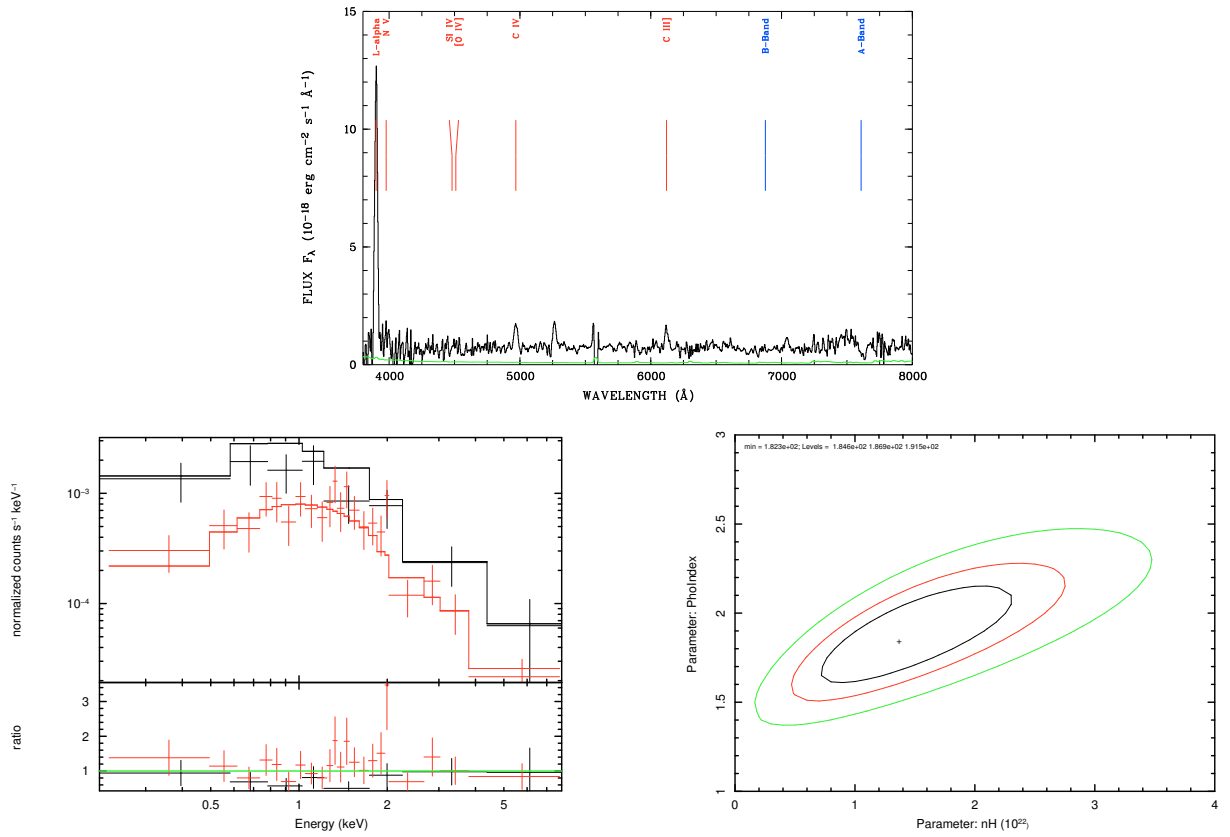 15
10
5
0
FLUX Fλ (10⁻¹⁸ erg cm⁻² s⁻¹ Å⁻¹)
L-alpha
N V
SI IV
[O IV]
C IV
C III]
B-Band
A-Band
4000 5000 6000 7000 8000
WAVELENGTH (Å)
normalized counts s⁻¹ keV⁻¹
10⁻³
10⁻⁴
ratio
3
2
1
0.5 1 2 5
Energy (keV)
min = 1.823e+02; Levels = 1.846e+02 1.869e+02 1.915e+02
Parameter: PhoIndex
3
2.5
2
1.5
1
0 1 2 3 4
Parameter: nH (10²²)